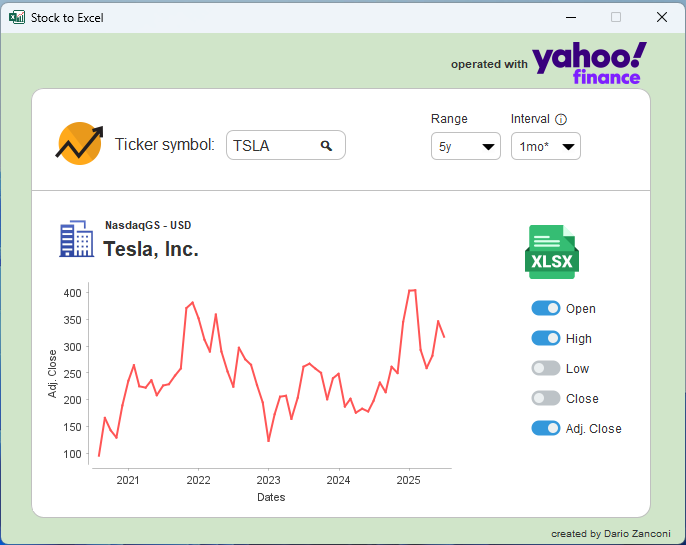 Stock to Excel
operated with yahoo! finance
Ticker symbol: TSLA
Range
5y
Interval
1mo*
NasdaqGS - USD
Tesla, Inc.
XLSX
Open
High
Low
Close
Adj. Close
Adj. Close
400
350
300
250
200
150
100
2021 2022 2023 2024 2025
Dates
created by Dario Zanconi